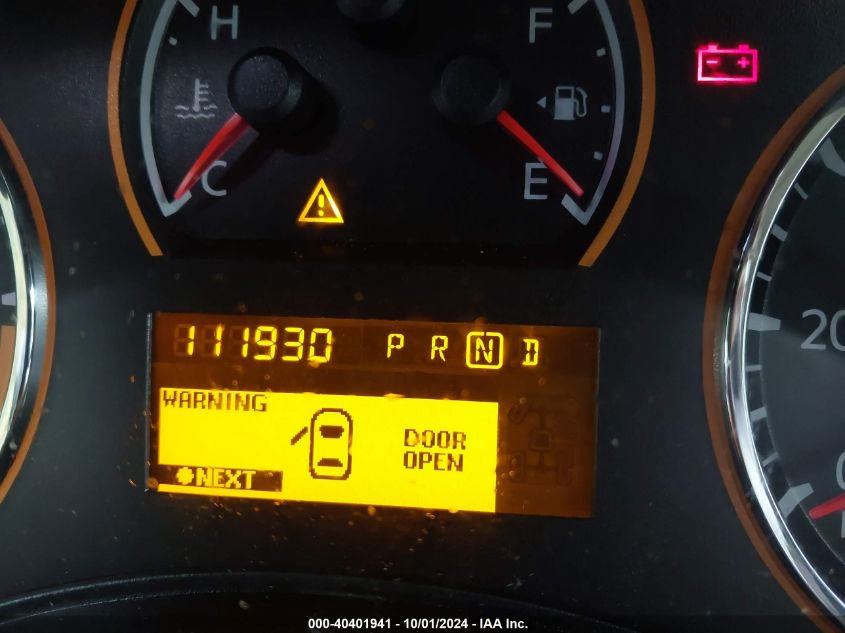 H F
C E
111930 P R N D
WARNING
DOOR
OPEN
NEXT
20
000-40401941 - 10/01/2024 - IAA Inc.